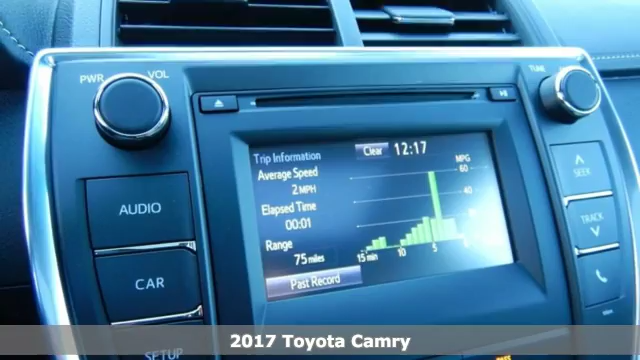 PWR VOL
TUNE
Trip Information Clear 12:17
Average Speed
2 MPH
Elapsed Time
00:01
Range
75 miles
Past Record
MPG
60
40
15 min 10 5
AUDIO
CAR
SETUP
SEEK
TRACK
2017 Toyota Camry